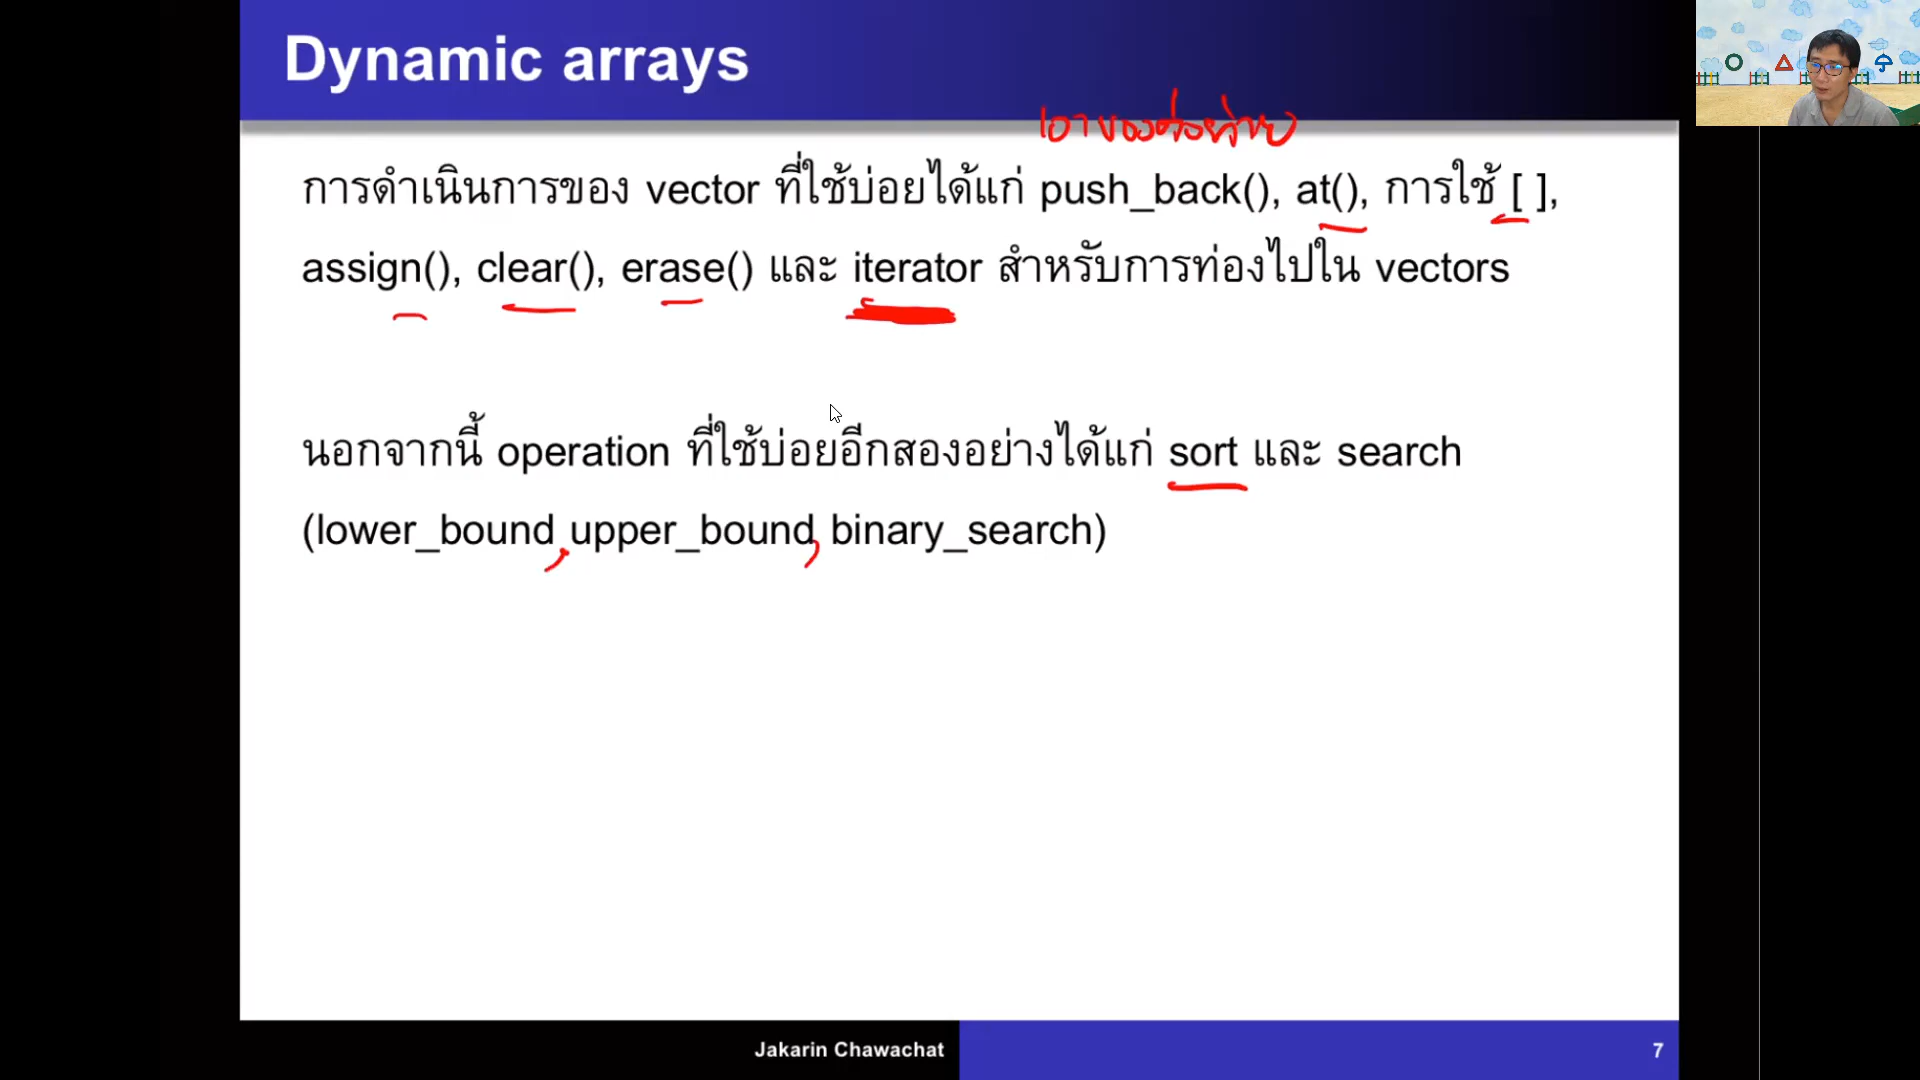 Dynamic arrays
เอาของต่อท้าย
การดำเนินการของ vector ที่ใช้บ่อยได้แก่ push_back(), at(), การใช้ [ ],
assign(), clear(), erase() และ iterator สำหรับการท่องไปใน vectors
นอกจากนี้ operation ที่ใช้บ่อยอีกสองอย่างได้แก่ sort และ search
(lower_bound, upper_bound, binary_search)
Jakarin Chawachat
7